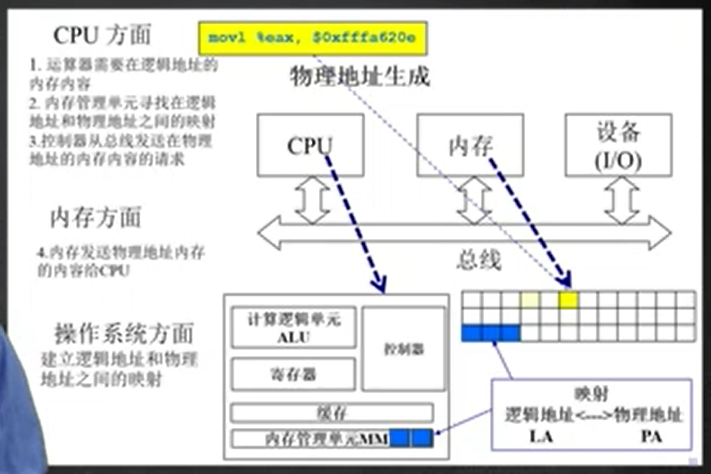 CPU 方面
movl %eax, $0xfffa620e
物理地址生成
1. 运算器需要在逻辑地址的
内存内容
2. 内存管理单元寻找在逻辑
地址和物理地址之间的映射
3.控制器从总线发送在物理
地址的内存内容的请求
CPU
内存
设备
(I/O)
总线
内存方面
4.内存发送物理地址内存
的内容给CPU
操作系统方面
建立逻辑地址和物理
地址之间的映射
计算逻辑单元
ALU
控制器
寄存器
缓存
内存管理单元MM
映射
逻辑地址<--->物理地址
LA PA